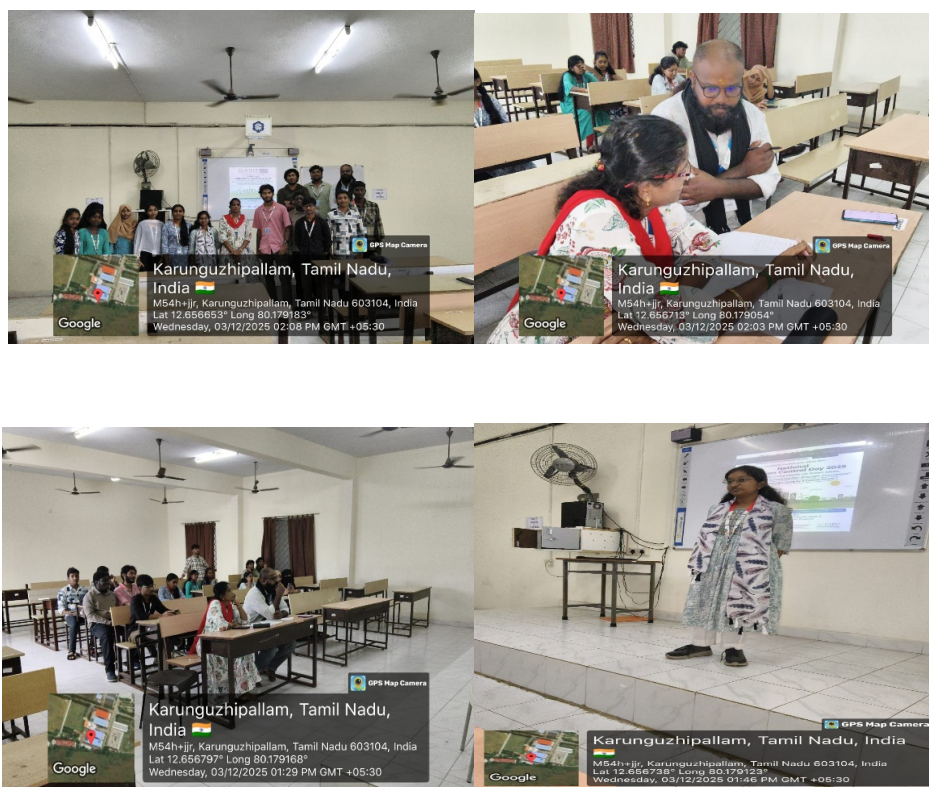 GPS Map Camera
Karunguzhipallam, Tamil Nadu,
India
M54h+jjr, Karunguzhipallam, Tamil Nadu 603104, India
Lat 12.656653° Long 80.179183°
Wednesday, 03/12/2025 02:08 PM GMT +05:30
Google
GPS Map Camera
Karunguzhipallam, Tamil Nadu,
India
M54h+jjr, Karunguzhipallam, Tamil Nadu 603104, India
Lat 12.656713° Long 80.179054°
Wednesday, 03/12/2025 02:03 PM GMT +05:30
Google
GPS Map Camera
Karunguzhipallam, Tamil Nadu,
India
M54h+jjr, Karunguzhipallam, Tamil Nadu 603104, India
Lat 12.656797° Long 80.179168°
Wednesday, 03/12/2025 01:29 PM GMT +05:30
Google
National
Control Day 2025
GPS Map Camera
Karunguzhipallam, Tamil Nadu, India
M54h+jjr, Karunguzhipallam, Tamil Nadu 603104, India
Lat 12.656738° Long 80.179123°
Wednesday, 03/12/2025 01:46 PM GMT +05:30
Google